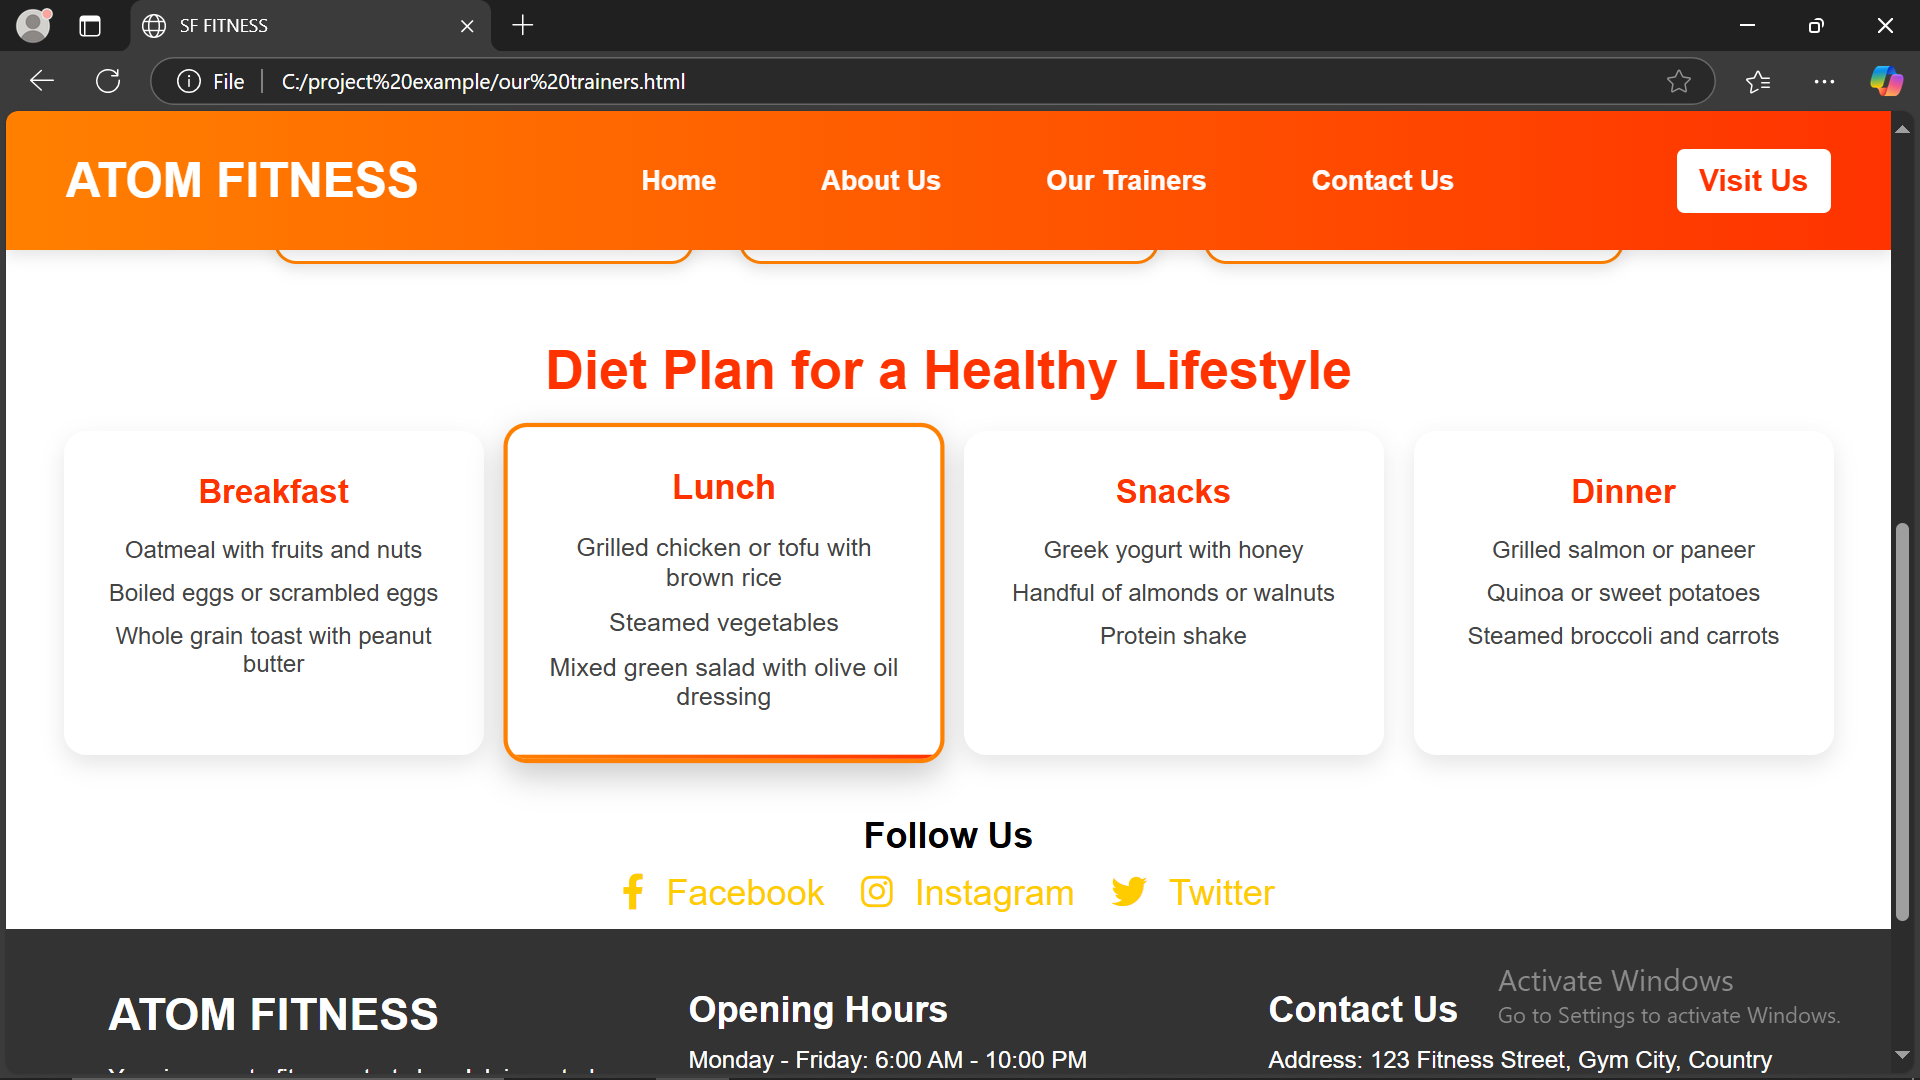 SF FITNESS
File
C:/project%20example/our%20trainers.html
ATOM FITNESS
Home
About Us
Our Trainers
Contact Us
Visit Us
Diet Plan for a Healthy Lifestyle
Breakfast
Oatmeal with fruits and nuts
Boiled eggs or scrambled eggs
Whole grain toast with peanut
butter
Lunch
Grilled chicken or tofu with
brown rice
Steamed vegetables
Mixed green salad with olive oil
dressing
Snacks
Greek yogurt with honey
Handful of almonds or walnuts
Protein shake
Dinner
Grilled salmon or paneer
Quinoa or sweet potatoes
Steamed broccoli and carrots
Follow Us
Facebook
Instagram
Twitter
ATOM FITNESS
Opening Hours
Monday - Friday: 6:00 AM - 10:00 PM
Contact Us
Address: 123 Fitness Street, Gym City, Country
Activate Windows
Go to Settings to activate Windows.